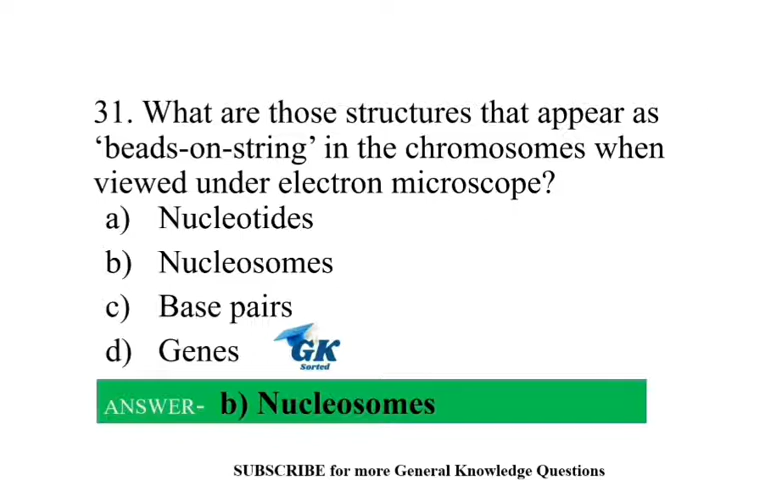 31. What are those structures that appear as
‘beads-on-string’ in the chromosomes when
viewed under electron microscope?
a) Nucleotides
b) Nucleosomes
c) Base pairs
d) Genes
GK
Sorted
ANSWER- b) Nucleosomes
SUBSCRIBE for more General Knowledge Questions